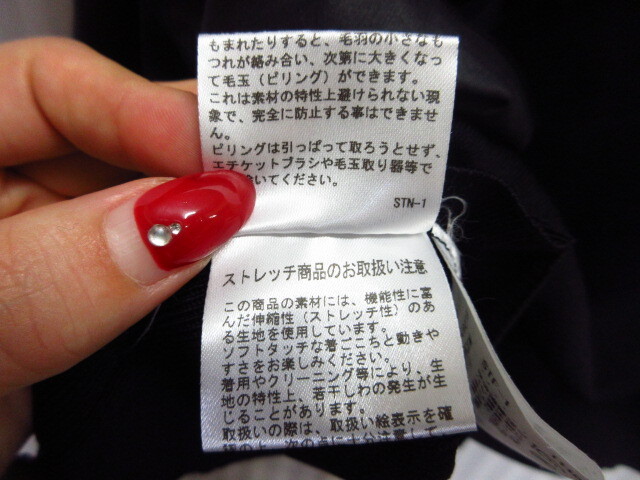 もまれたりすると、毛羽の小さなも
つれが絡み合い、次第に大きくなっ
て毛玉（ピリング）ができます。
これは素材の特性上避けられない現
象で、完全に防止する事はできませ
ん。
ピリングは引っぱって取ろうとせず、
エチケットブラシや毛玉取り器等で
いてください。
STN-1
ストレッチ商品のお取扱い注意
この商品の素材には、機能性に富
んだ伸縮性（ストレッチ性）のあ
る生地を使用しています。
ソフトタッチな着ごこちと動きや
すさをお楽しみください。
着用やクリーニング等により、生
地の特性上、若干しわの発生が生
じることがあります。
取扱いの際は、取扱い絵表示を確